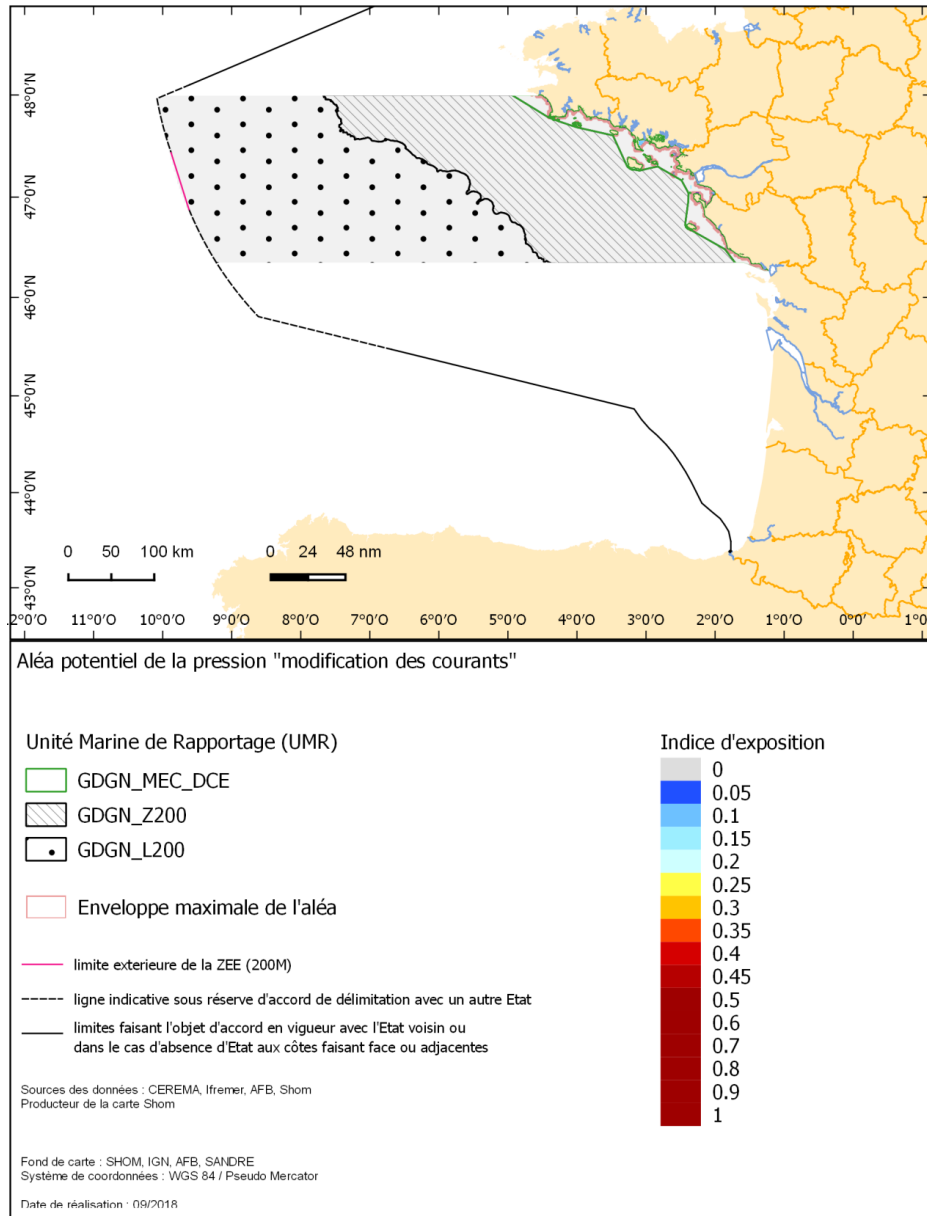 48°0'N
47°0'N
46°0'N
45°0'N
44°0'N
43°0'N
0 50 100 km
0 24 48 nm
.2°0'O 11°0'O 10°0'O 9°0'O 8°0'O 7°0'O 6°0'O 5°0'O 4°0'O 3°0'O 2°0'O 1°0'O 0°0' 1°0'
Aléa potentiel de la pression "modification des courants"
Unité Marine de Rapportage (UMR)
GDGN_MEC_DCE
GDGN_Z200
GDGN_L200
Enveloppe maximale de l'aléa
limite exterieure de la ZEE (200M)
ligne indicative sous réserve d'accord de délimitation avec un autre Etat
limites faisant l'objet d'accord en vigueur avec l'Etat voisin ou
dans le cas d'absence d'Etat aux côtes faisant face ou adjacentes
Sources des données : CEREMA, Ifremer, AFB, Shom
Producteur de la carte Shom
Fond de carte : SHOM, IGN, AFB, SANDRE
Système de coordonnées : WGS 84 / Pseudo Mercator
Date de réalisation : 09/2018
Indice d'exposition
0
0.05
0.1
0.15
0.2
0.25
0.3
0.35
0.4
0.45
0.5
0.6
0.7
0.8
0.9
1